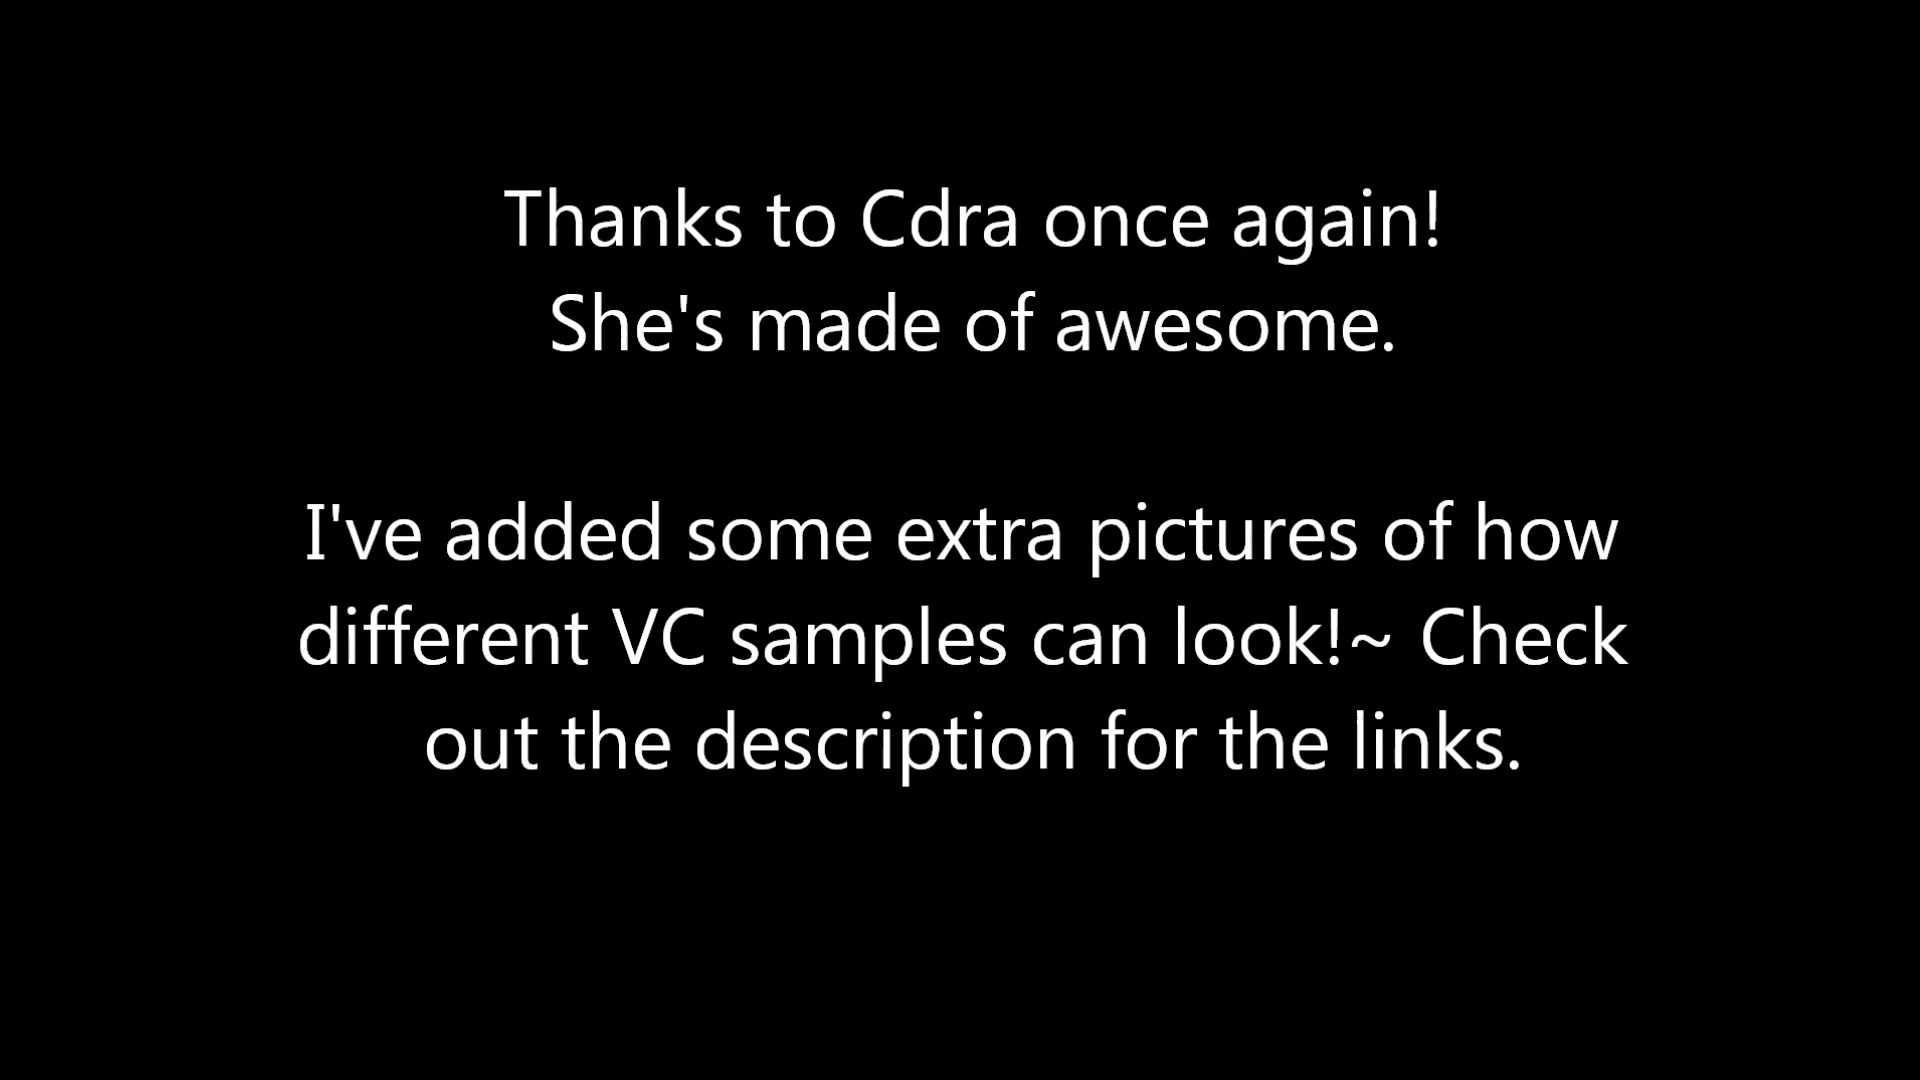 Thanks to Cdra once again!
She's made of awesome.
I've added some extra pictures of how
different VC samples can look!~ Check
out the description for the links.